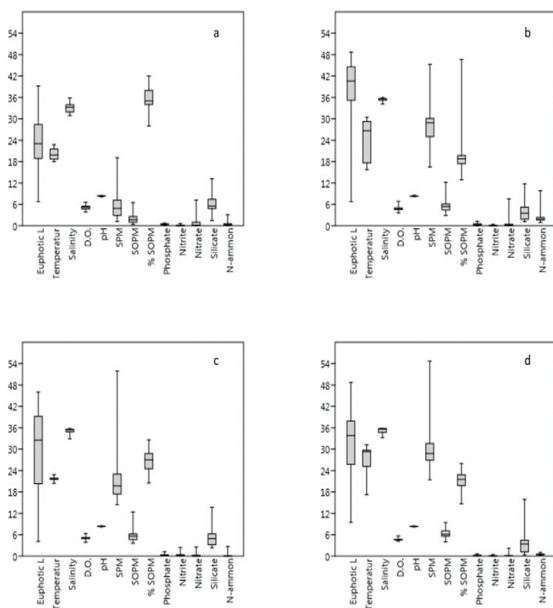 a
54
48
42
36
30
24
18
12
6
0
Euphotic L
Temperatur
Salinity
D.O.
pH
SPM
SOPM
% SOPM
Phosphate
Nitrite
Nitrate
Silicate
N-ammon
b
54
48
42
36
30
24
18
12
6
0
Euphotic L
Temperatur
Salinity
D.O.
pH
SPM
SOPM
% SOPM
Phosphate
Nitrite
Nitrate
Silicate
N-ammon
c
54
48
42
36
30
24
18
12
6
0
Euphotic L
Temperatur
Salinity
D.O.
pH
SPM
SOPM
% SOPM
Phosphate
Nitrite
Nitrate
Silicate
N-ammon
d
54
48
42
36
30
24
18
12
6
0
Euphotic L
Temperatur
Salinity
D.O.
pH
SPM
SOPM
% SOPM
Phosphate
Nitrite
Nitrate
Silicate
N-ammon